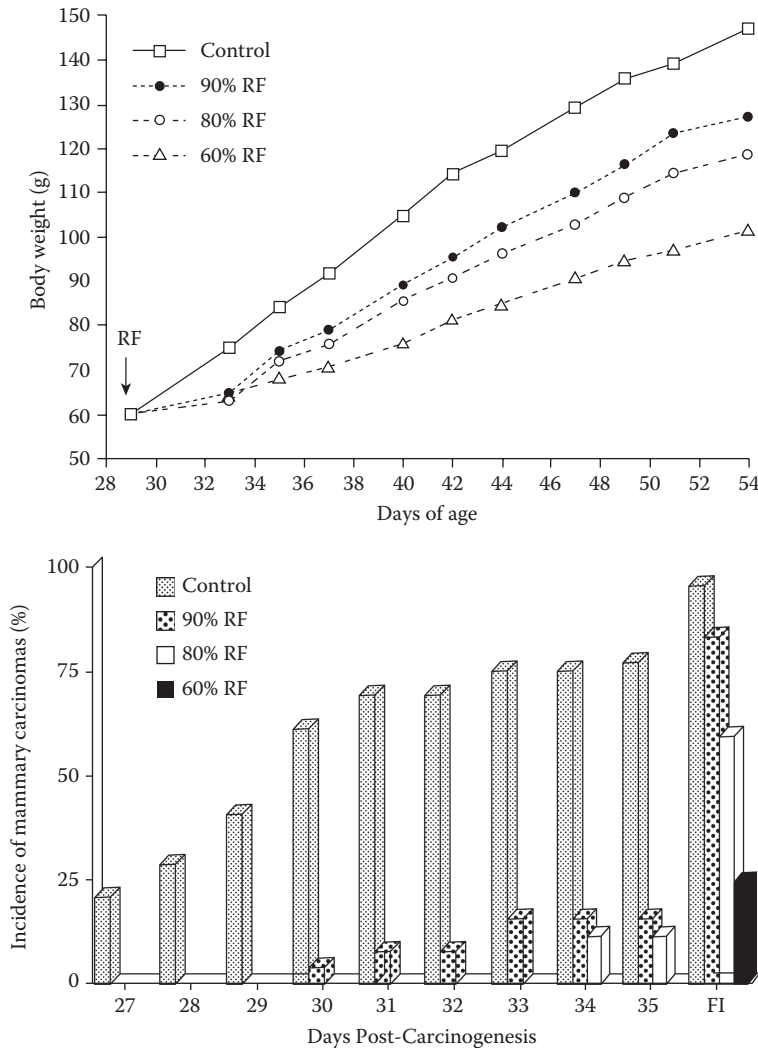 150
140
130
120
110
100
90
80
70
60
50
Body weight (g)
Control
90% RF
80% RF
60% RF
RF
28 30 32 34 36 38 40 42 44 46 48 50 52 54
Days of age
100
75
50
25
0
Incidence of mammary carcinomas (%)
Control
90% RF
80% RF
60% RF
27 28 29 30 31 32 33 34 35 FI
Days Post-Carcinogenesis